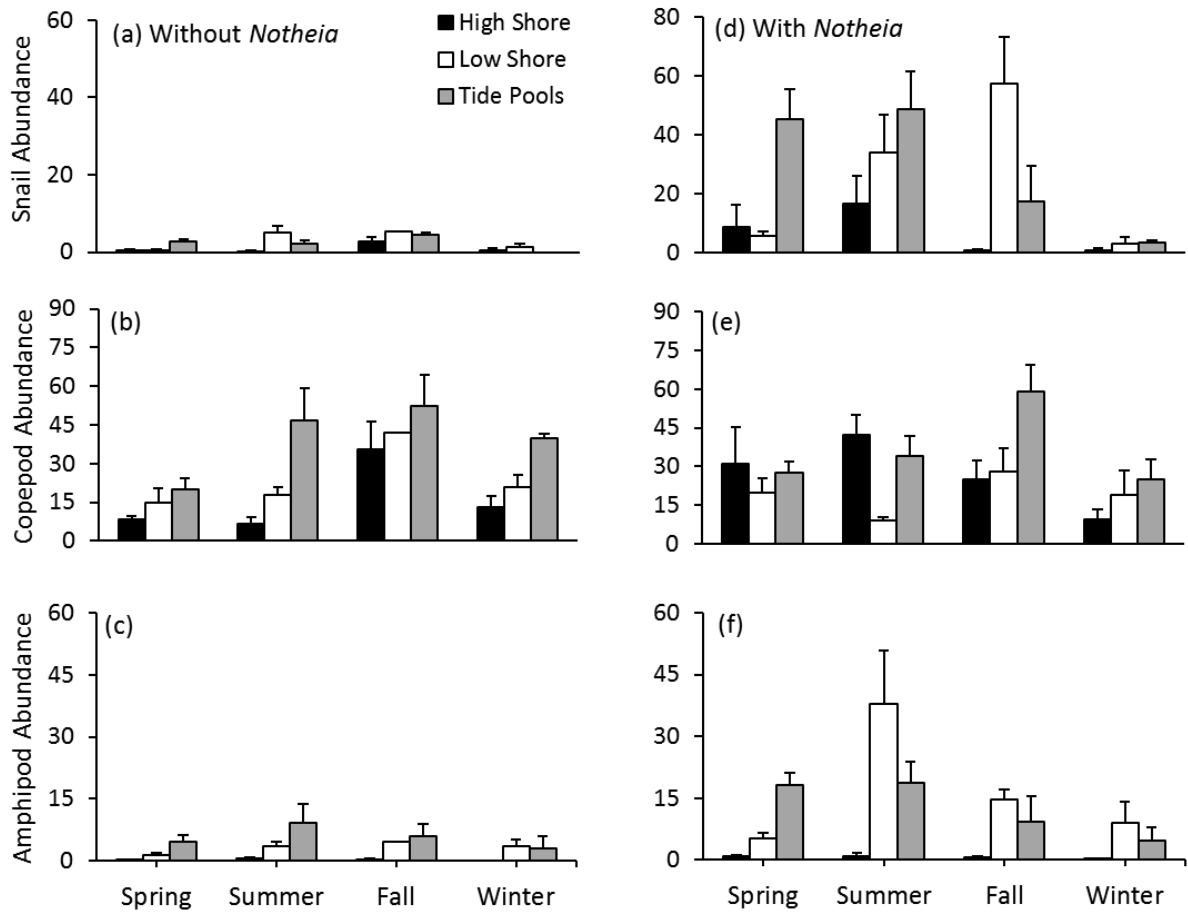 (a) Without Notheia
High Shore
Low Shore
Tide Pools
Snail Abundance
60
40
20
0
(d) With Notheia
80
60
40
20
0
(b)
Copepod Abundance
90
75
60
45
30
15
0
(e)
90
75
60
45
30
15
0
(c)
Amphipod Abundance
60
45
30
15
0
Spring Summer Fall Winter
(f)
60
45
30
15
0
Spring Summer Fall Winter